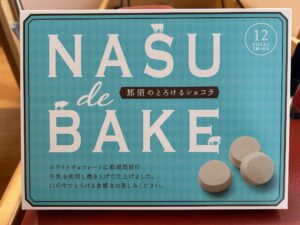 NASU
de
那須のとろけるショコラ
BAKE
12
ホワイトチョコレートに那須高原の
牛乳を使用し焼き上げて仕上げました。
口の中でとろける食感をお楽しみください。